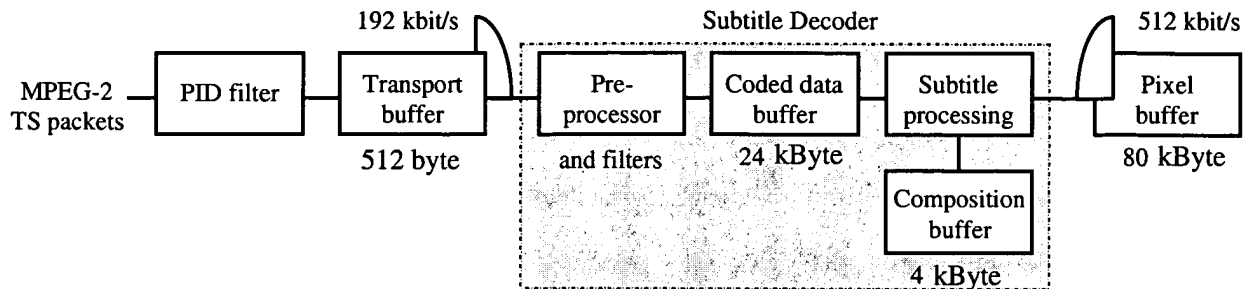 192 kbit/s
Subtitle Decoder
512 kbit/s
MPEG-2
TS packets
PID filter
Transport
buffer
512 byte
Pre-
processor
and filters
Coded data
buffer
24 kByte
Subtitle
processing
Composition
buffer
4 kByte
Pixel
buffer
80 kByte